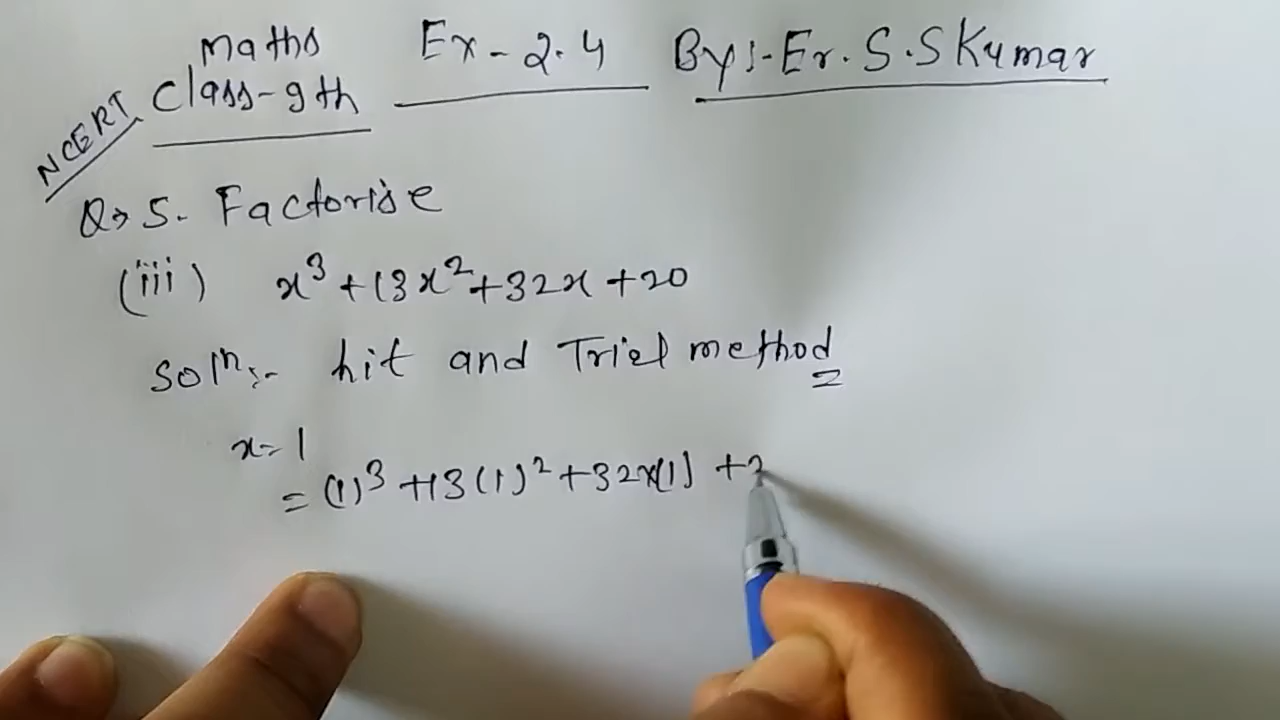 Maths Ex-2.4 By:-Er. S.S Kumar
NCERT Class-9th
Q→ 5. Factorise
(iii) x³ + 13x² + 32x + 20
Solⁿ:- hit and Triel method
x=1
= (1)³ + 13(1)² + 32x(1) + 2